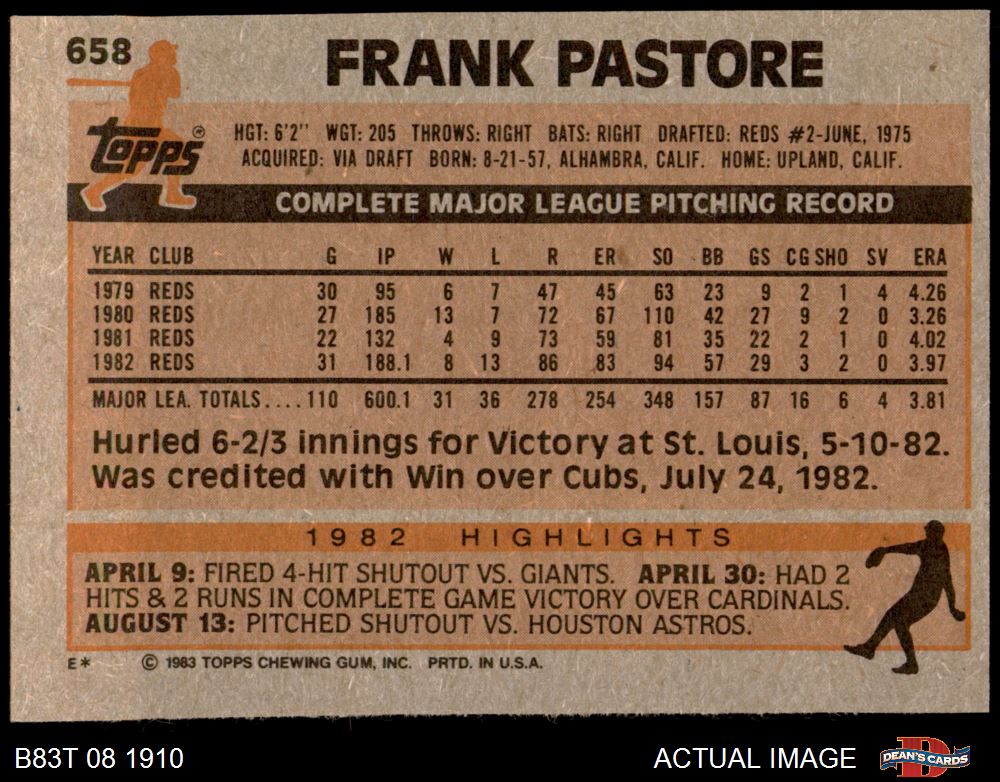 658
FRANK PASTORE
topps®
HGT: 6'2" WGT: 205 THROWS: RIGHT BATS: RIGHT DRAFTED: REDS #2-JUNE, 1975
ACQUIRED: VIA DRAFT BORN: 8-21-57, ALHAMBRA, CALIF. HOME: UPLAND, CALIF.
COMPLETE MAJOR LEAGUE PITCHING RECORD
YEAR CLUB G IP W L R ER SO BB GS CG SHO SV ERA
1979 REDS 30 95 6 7 47 45 63 23 9 2 1 4 4.26
1980 REDS 27 185 13 7 72 67 110 42 27 9 2 0 3.26
1981 REDS 22 132 4 9 73 59 81 35 22 2 1 0 4.02
1982 REDS 31 188.1 8 13 86 83 94 57 29 3 2 0 3.97
MAJOR LEA. TOTALS....110 600.1 31 36 278 254 348 157 87 16 6 4 3.81
Hurled 6-2/3 innings for Victory at St. Louis, 5-10-82.
Was credited with Win over Cubs, July 24, 1982.
1982 HIGHLIGHTS
APRIL 9: FIRED 4-HIT SHUTOUT VS. GIANTS. APRIL 30: HAD 2
HITS & 2 RUNS IN COMPLETE GAME VICTORY OVER CARDINALS.
AUGUST 13: PITCHED SHUTOUT VS. HOUSTON ASTROS.
E* © 1983 TOPPS CHEWING GUM, INC. PRTD. IN U.S.A.
B83T 08 1910 ACTUAL IMAGE DEAN'S CARDS